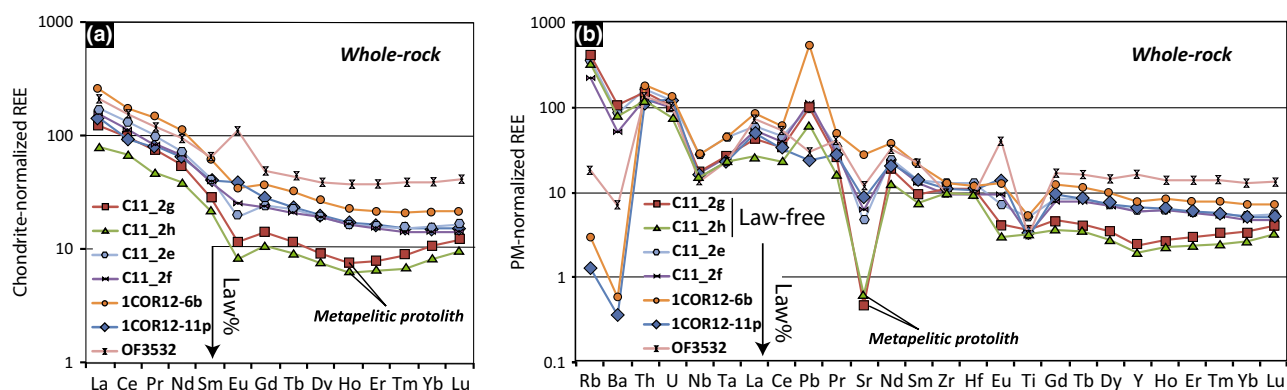 (a)
Whole-rock
Chondrite-normalized REE
1000
100
10
1
C11_2g
C11_2h
C11_2e
C11_2f
1COR12-6b
1COR12-11p
OF3532
Law%
Metapelitic protolith
La Ce Pr Nd Sm Eu Gd Tb Dy Ho Er Tm Yb Lu
(b)
Whole-rock
PM-normalized REE
1000
100
10
1
0.1
C11_2g
C11_2h
Law-free
C11_2e
C11_2f
1COR12-6b
1COR12-11p
OF3532
Law%
Metapelitic protolith
Rb Ba Th U Nb Ta La Ce Pb Pr Sr Nd Sm Zr Hf Eu Ti Gd Tb Dy Y Ho Er Tm Yb Lu